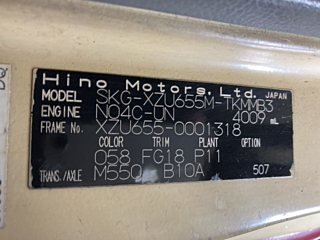 Hino Motors, Ltd. JAPAN
MODEL SKG-XZU655M-TKMMB3
ENGINE NO4C-UN 4009 mL
FRAME No. XZU655-0001318
COLOR TRIM PLANT OPTION
058 FG18 P11
TRANS./AXLE M550 B10A 507